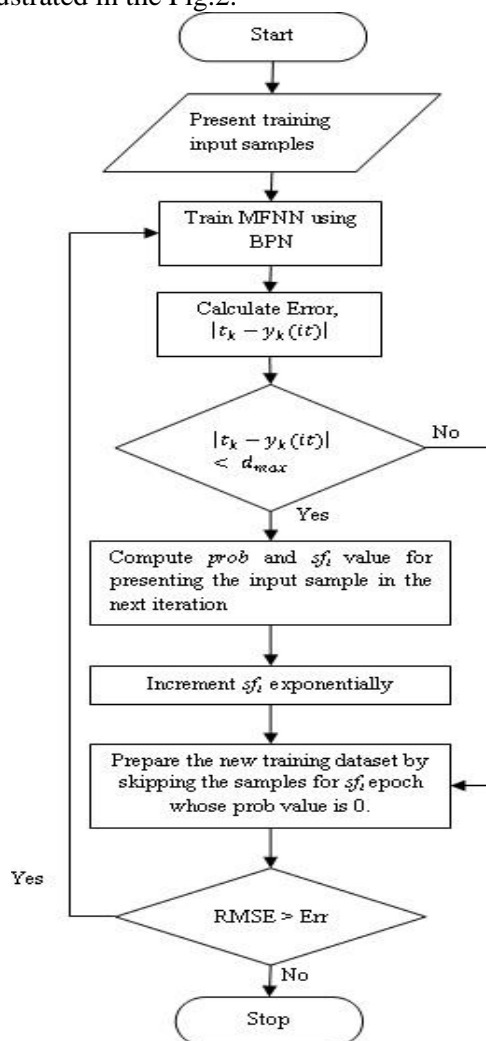 ustrated in the Fig.2.
Start
Present training
input samples
Train MFNN using
BPN
Calculate Error,
|t_k − y_k(it)|
|t_k − y_k(it)|
< d_max
No
Yes
Compute prob and sf_i value for
presenting the input sample in the
next iteration
Increment sf_i exponentially
Prepare the new training dataset by
skipping the samples for sf_i epoch
whose prob value is 0.
Yes
RMSE > Err
No
Stop